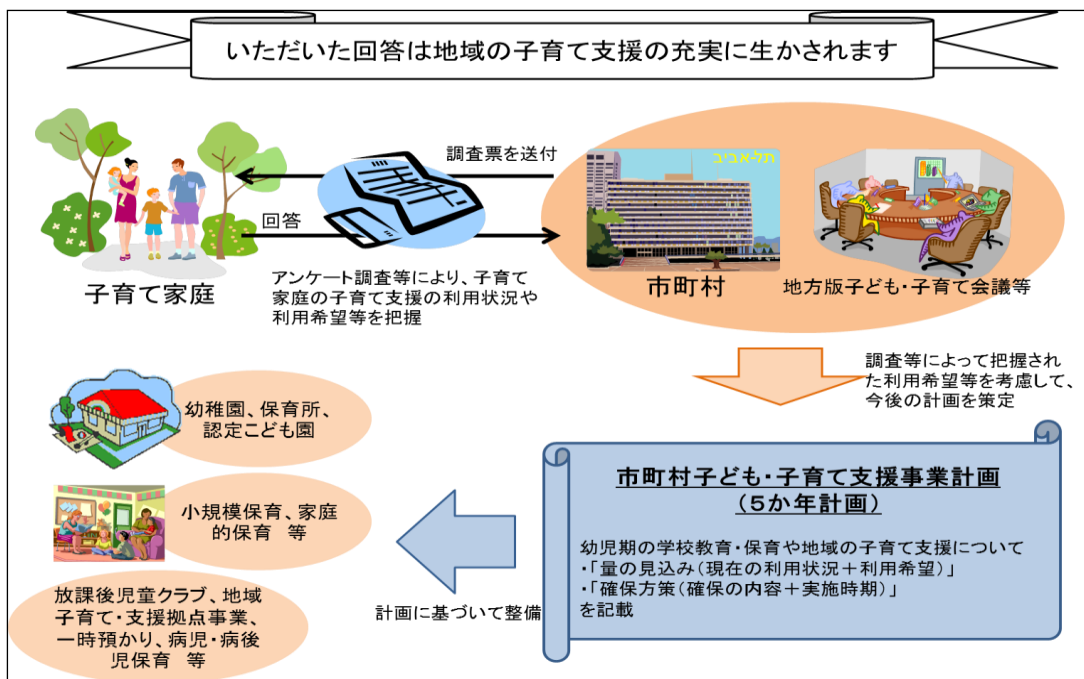 いただいた回答は地域の子育て支援の充実に生かされます
調査票を送付
回答
子育て家庭
アンケート調査等により、子育て
家庭の子育て支援の利用状況や
利用希望等を把握
תל-אביב
市町村
地方版子ども・子育て会議等
調査等によって把握され
た利用希望等を考慮して、
今後の計画を策定
市町村子ども・子育て支援事業計画
(5か年計画)
幼児期の学校教育・保育や地域の子育て支援について
・「量の見込み(現在の利用状況+利用希望)」
・「確保方策(確保の内容+実施時期)」
を記載
計画に基づいて整備
幼稚園、保育所、
認定こども園
小規模保育、家庭
的保育 等
放課後児童クラブ、地域
子育て・支援拠点事業、
一時預かり、病児・病後
児保育 等